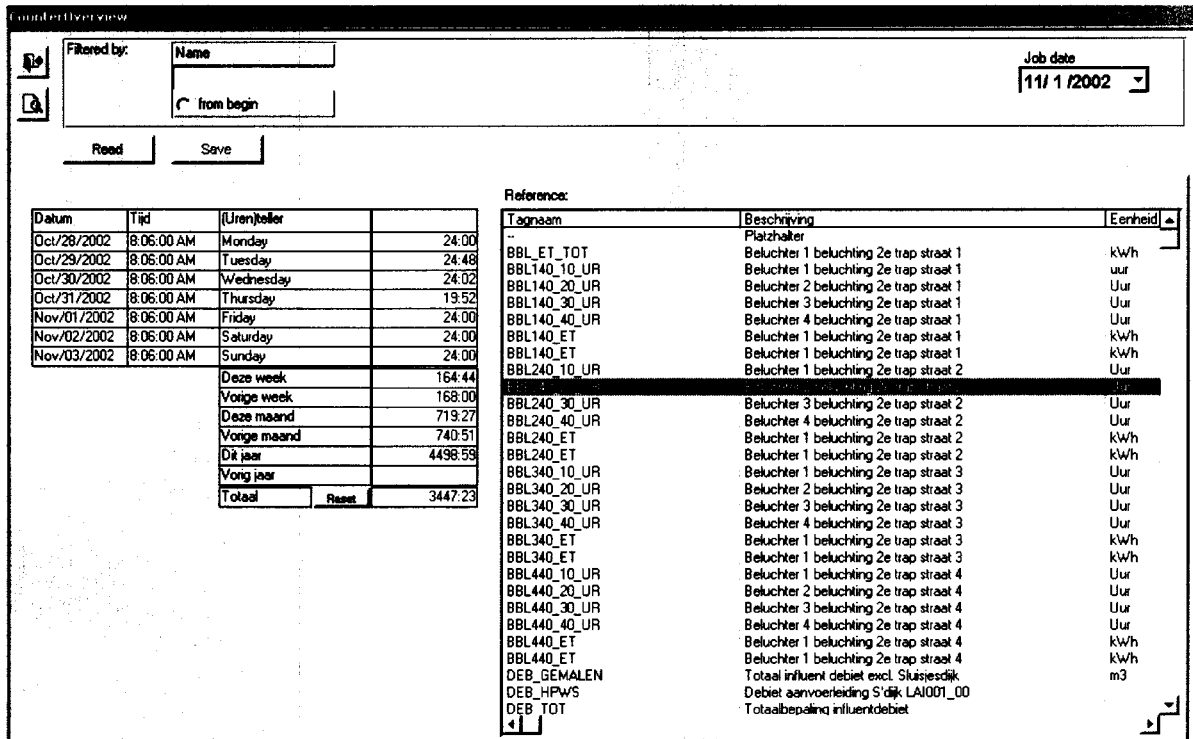 CounterOverview
Filtered by:
Name
from begin
Job date
11/ 1 /2002
Read Save
Reference:
Datum Tijd (Uren)teller
Oct/28/2002 8:06:00 AM Monday 24:00
Oct/29/2002 8:06:00 AM Tuesday 24:48
Oct/30/2002 8:06:00 AM Wednesday 24:02
Oct/31/2002 8:06:00 AM Thursday 19:52
Nov/01/2002 8:06:00 AM Friday 24:00
Nov/02/2002 8:06:00 AM Saturday 24:00
Nov/03/2002 8:06:00 AM Sunday 24:00
Deze week 164:44
Vorige week 168:00
Deze maand 719:27
Vorige maand 740:51
Dit jaar 4498:59
Vorig jaar
Totaal Reset 3447:23
Tagnaam Beschrijving Eenheid
-- Platzhalter
BBL_ET_TOT Beluchter 1 beluchting 2e trap straat 1 kWh
BBL140_10_UR Beluchter 1 beluchting 2e trap straat 1 uur
BBL140_20_UR Beluchter 2 beluchting 2e trap straat 1 Uur
BBL140_30_UR Beluchter 3 beluchting 2e trap straat 1 Uur
BBL140_40_UR Beluchter 4 beluchting 2e trap straat 1 Uur
BBL140_ET Beluchter 1 beluchting 2e trap straat 1 kWh
BBL140_ET Beluchter 1 beluchting 2e trap straat 1 kWh
BBL240_10_UR Beluchter 1 beluchting 2e trap straat 2 Uur
BBL240_30_UR Beluchter 3 beluchting 2e trap straat 2 Uur
BBL240_40_UR Beluchter 4 beluchting 2e trap straat 2 Uur
BBL240_ET Beluchter 1 beluchting 2e trap straat 2 kWh
BBL240_ET Beluchter 1 beluchting 2e trap straat 2 kWh
BBL340_10_UR Beluchter 1 beluchting 2e trap straat 3 Uur
BBL340_20_UR Beluchter 2 beluchting 2e trap straat 3 Uur
BBL340_30_UR Beluchter 3 beluchting 2e trap straat 3 Uur
BBL340_40_UR Beluchter 4 beluchting 2e trap straat 3 Uur
BBL340_ET Beluchter 1 beluchting 2e trap straat 3 kWh
BBL340_ET Beluchter 1 beluchting 2e trap straat 3 kWh
BBL440_10_UR Beluchter 1 beluchting 2e trap straat 4 Uur
BBL440_20_UR Beluchter 2 beluchting 2e trap straat 4 Uur
BBL440_30_UR Beluchter 3 beluchting 2e trap straat 4 Uur
BBL440_40_UR Beluchter 4 beluchting 2e trap straat 4 Uur
BBL440_ET Beluchter 1 beluchting 2e trap straat 4 kWh
BBL440_ET Beluchter 1 beluchting 2e trap straat 4 kWh
DEB_GEMALEN Totaal influent debiet excl. Sluisjesdijk m3
DEB_HPWS Debiet aanvoerleiding S'dijk LAI001_00
DEB_TOT Totaalbepaling influentdebiet